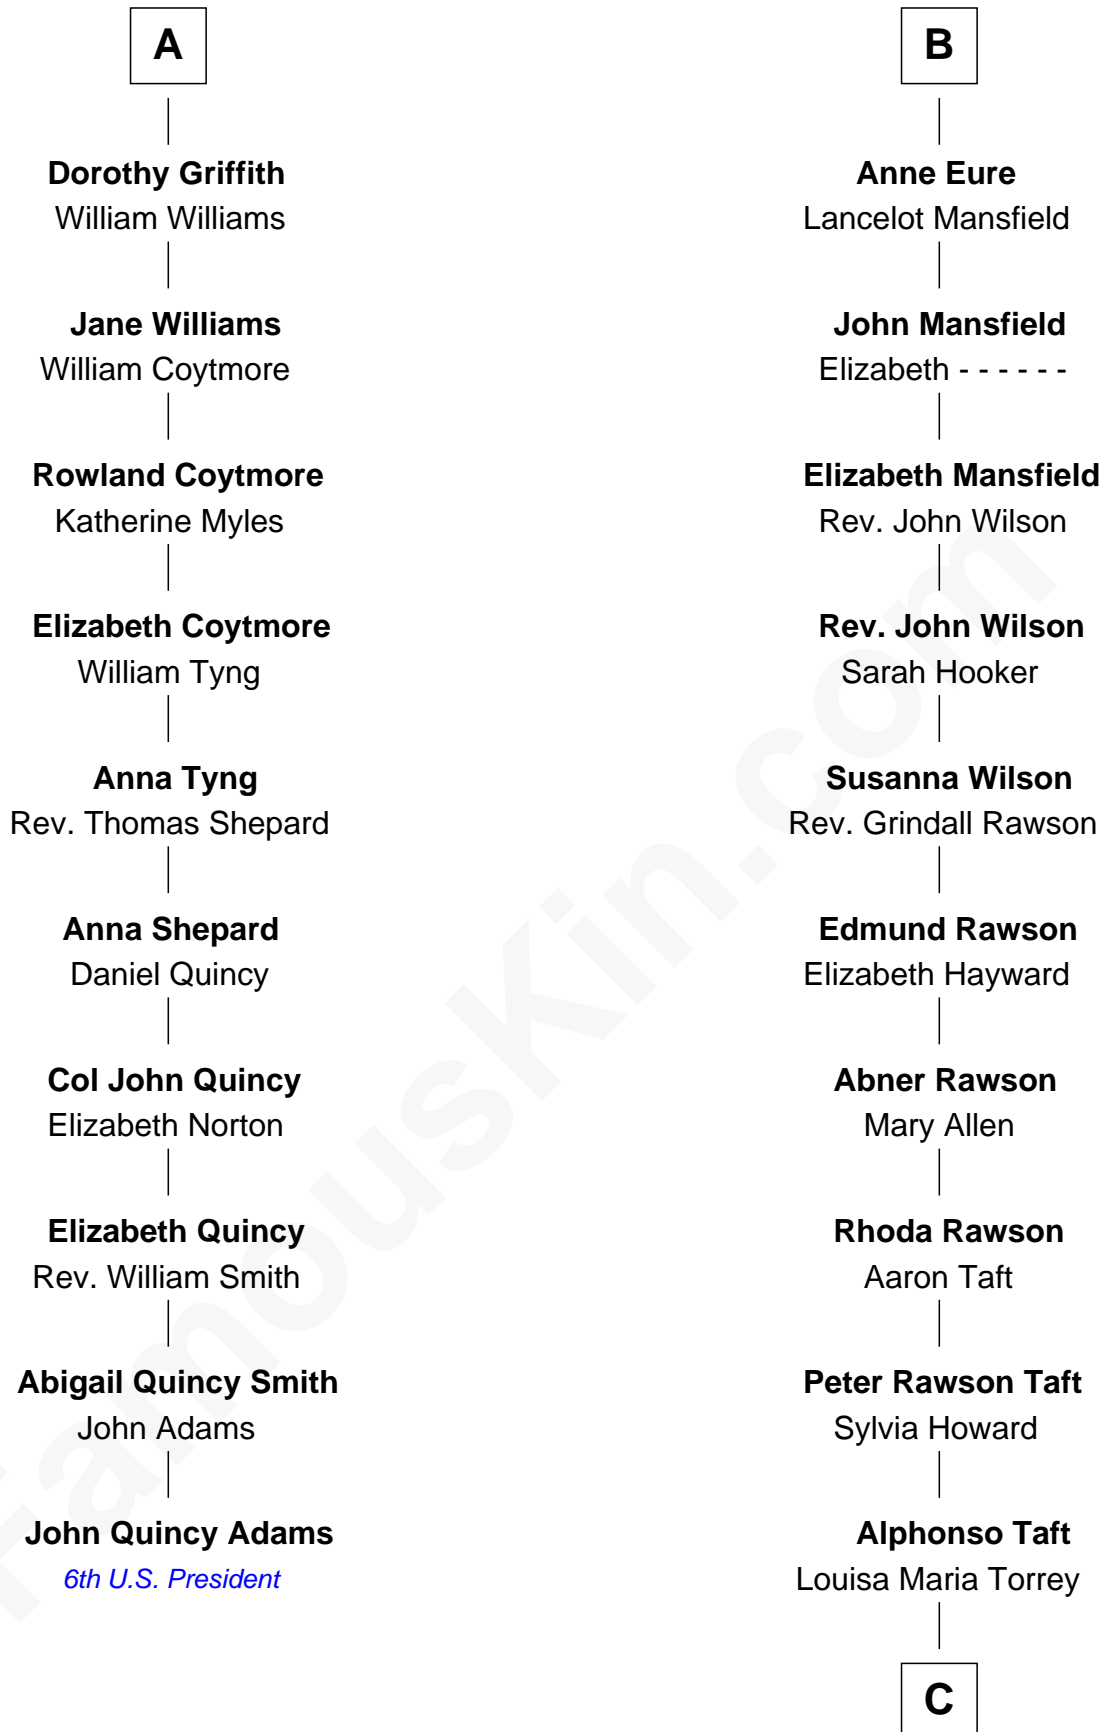 A
Dorothy Griffith
William Williams
Jane Williams
William Coytmore
Rowland Coytmore
Katherine Myles
Elizabeth Coytmore
William Tyng
Anna Tyng
Rev. Thomas Shepard
Anna Shepard
Daniel Quincy
Col John Quincy
Elizabeth Norton
Elizabeth Quincy
Rev. William Smith
Abigail Quincy Smith
John Adams
John Quincy Adams
6th U.S. President
B
Anne Eure
Lancelot Mansfield
John Mansfield
Elizabeth - - - - - -
Elizabeth Mansfield
Rev. John Wilson
Rev. John Wilson
Sarah Hooker
Susanna Wilson
Rev. Grindall Rawson
Edmund Rawson
Elizabeth Hayward
Abner Rawson
Mary Allen
Rhoda Rawson
Aaron Taft
Peter Rawson Taft
Sylvia Howard
Alphonso Taft
Louisa Maria Torrey
C
FamousKin.com